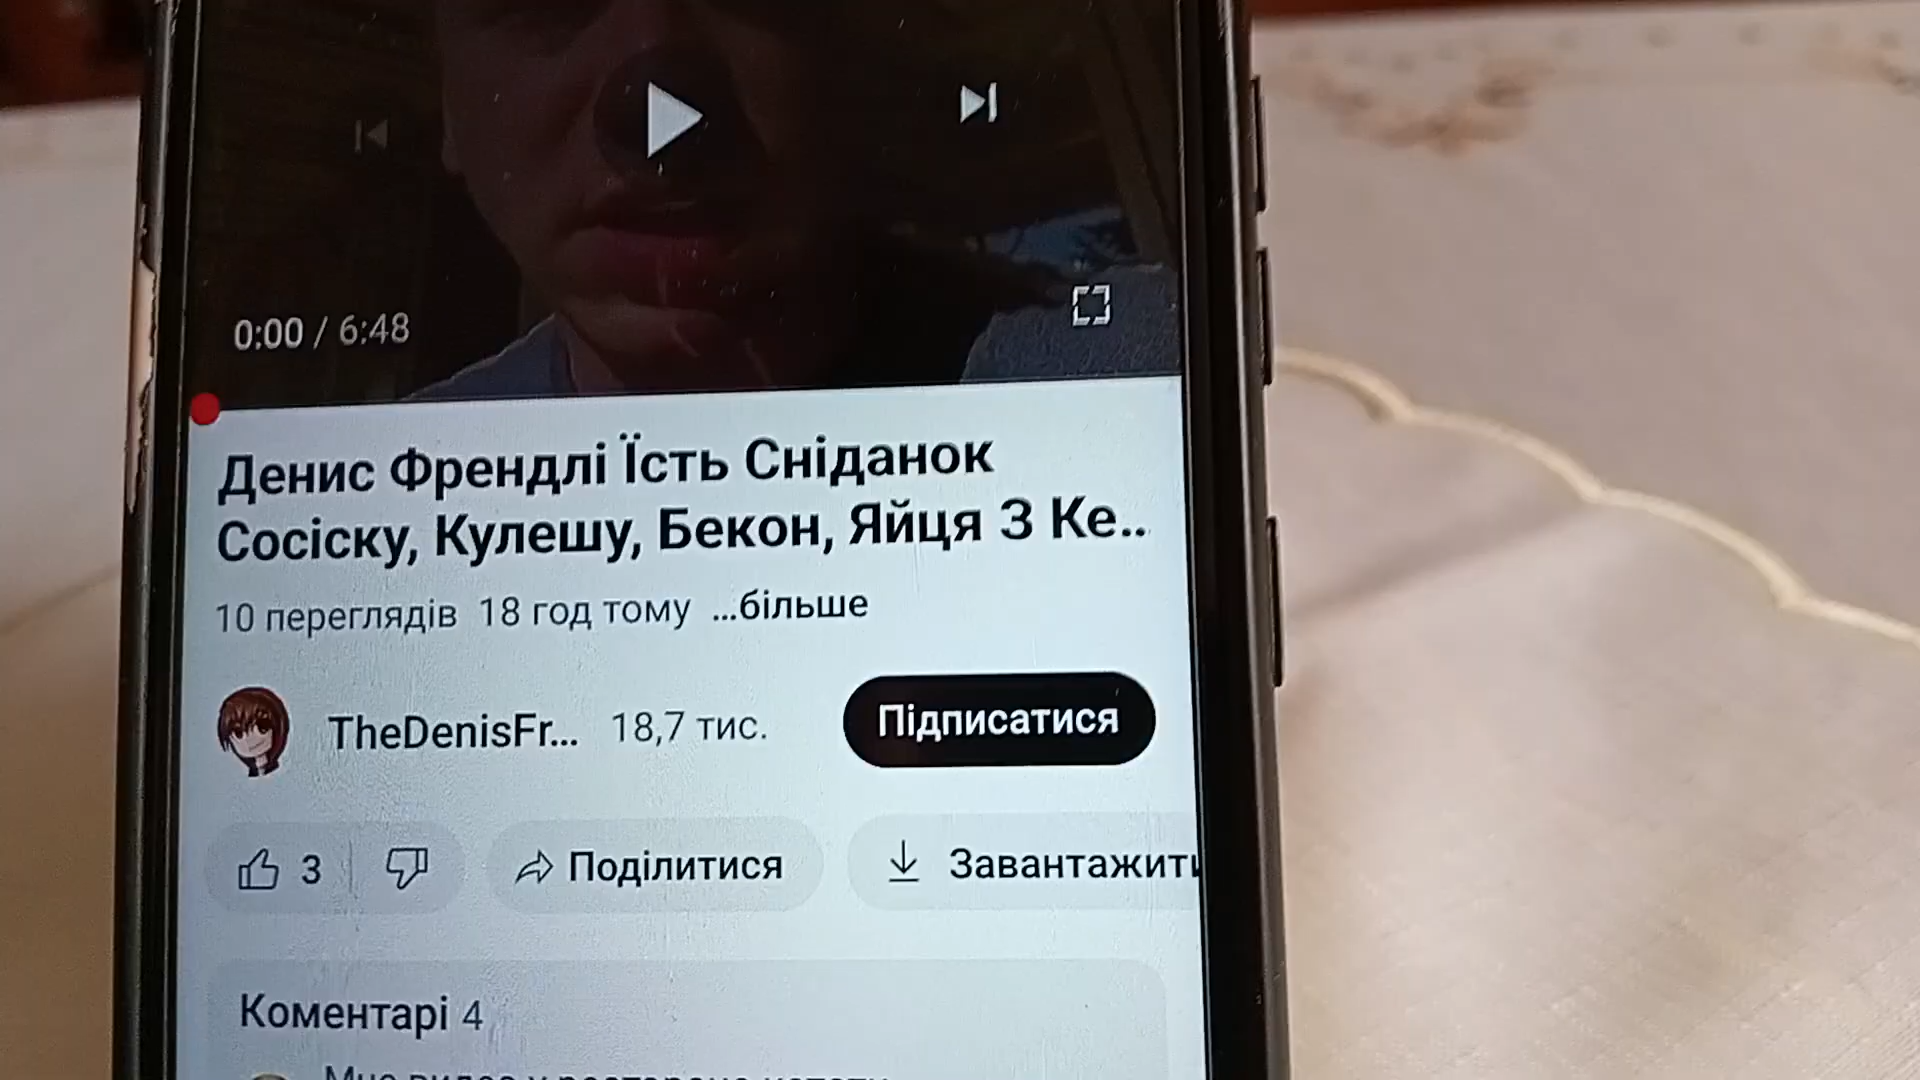 0:00 / 6:48
Денис Френдлі Їсть Сніданок
Сосіску, Кулешу, Бекон, Яйця З Ке..
10 переглядів 18 год тому ...більше
TheDenisFr... 18,7 тис. Підписатися
3 Поділитися Завантажити
Коментарі 4